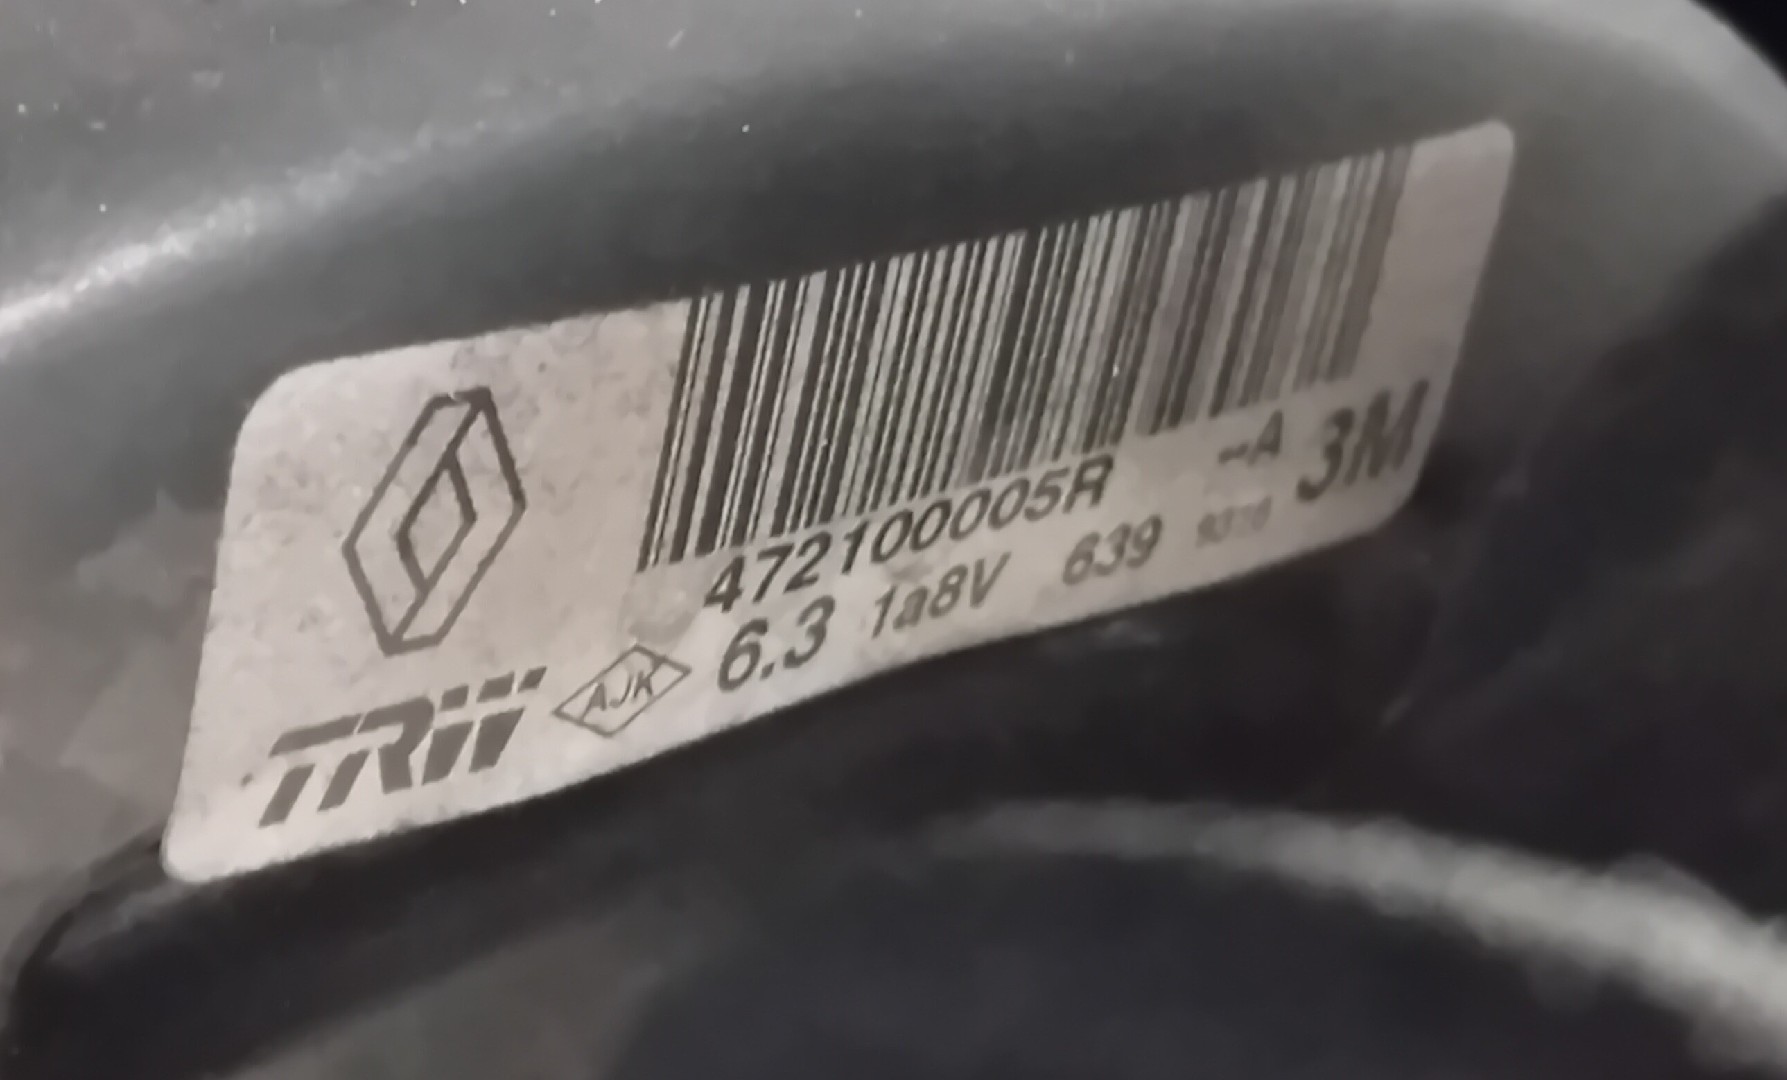 472100005R -A 3M
TRW AJK 6.3 1a8V 639